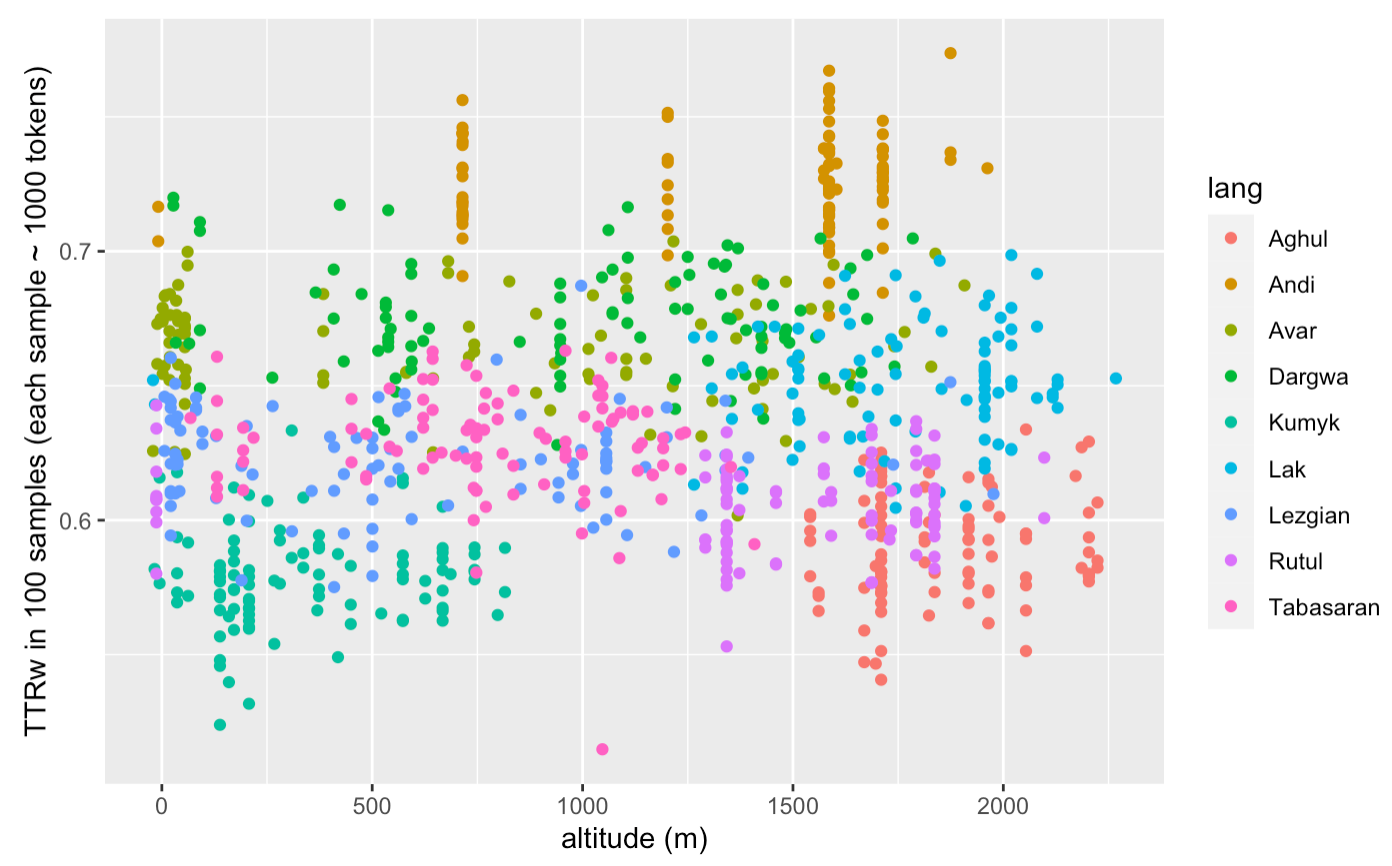 TTRw in 100 samples (each sample ~ 1000 tokens)
0.7
0.6
0
500
1000
1500
2000
altitude (m)
lang
Aghul
Andi
Avar
Dargwa
Kumyk
Lak
Lezgian
Rutul
Tabasaran